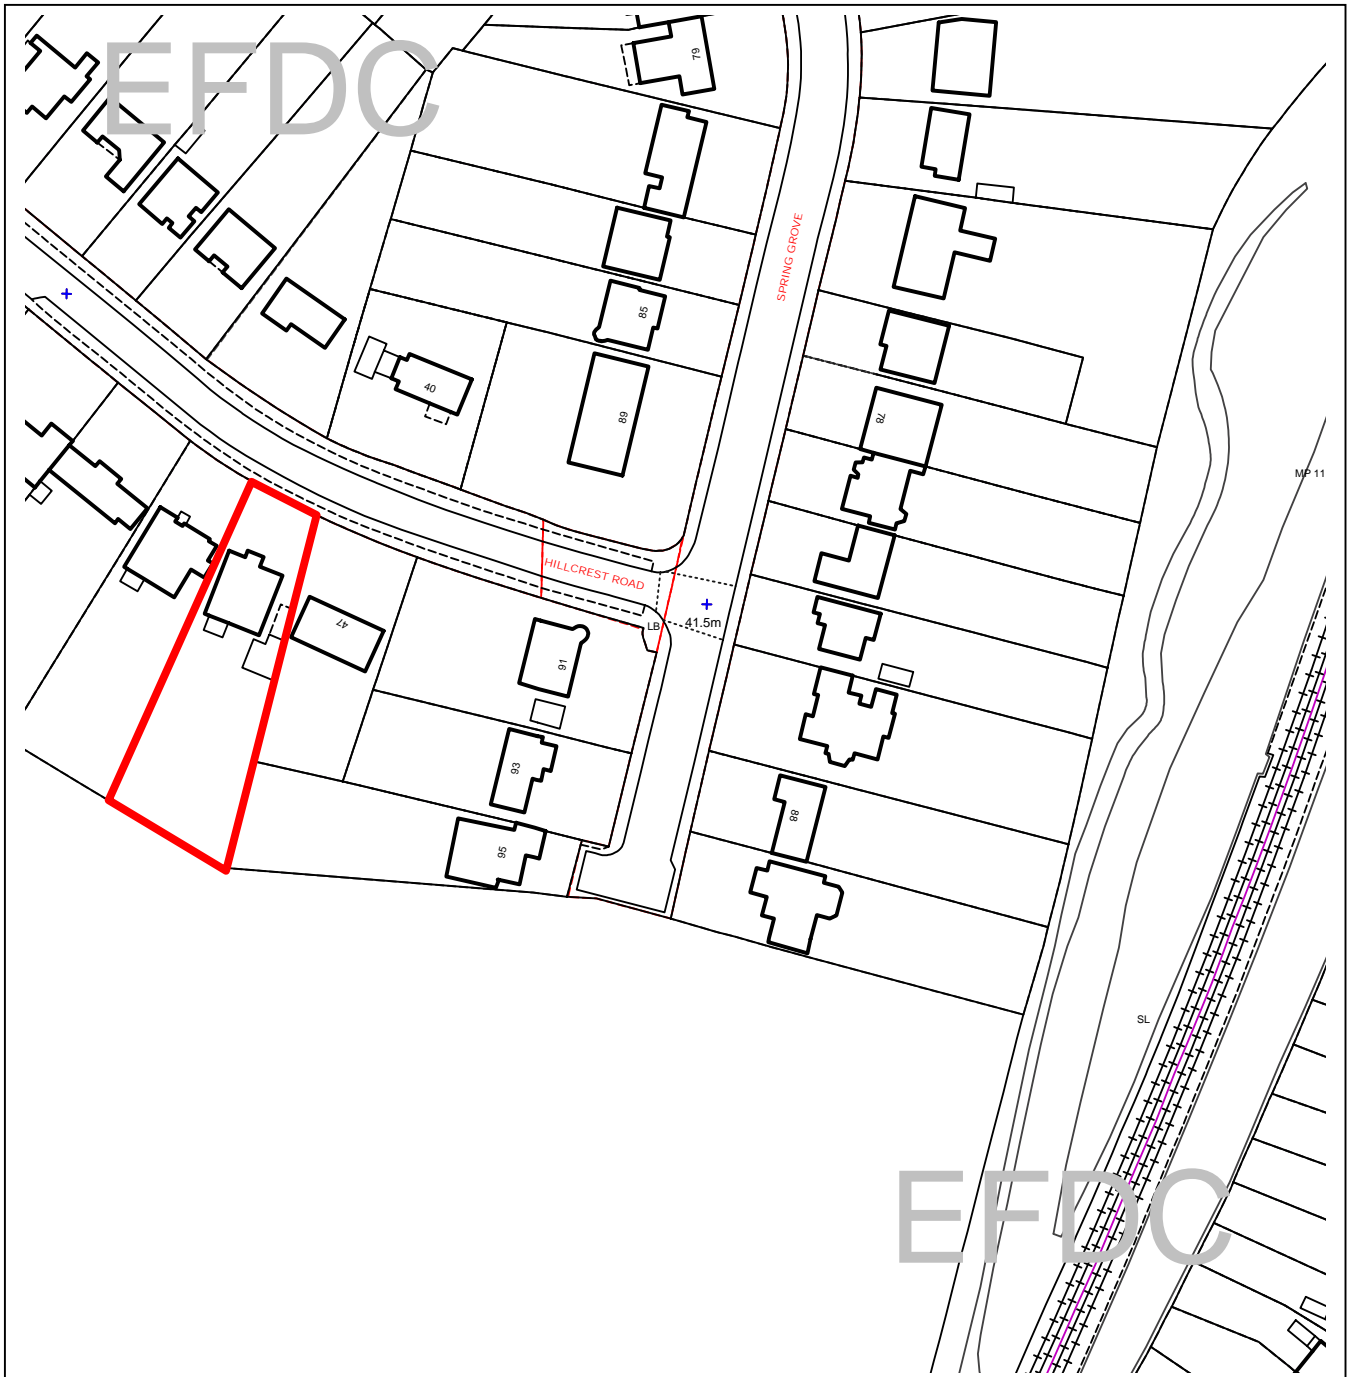 EFDC
79
SPRING GROVE
85
40
89
78
MP 11
HILLCREST ROAD
LB
41.5m
47
91
93
88
95
SL
EFDC